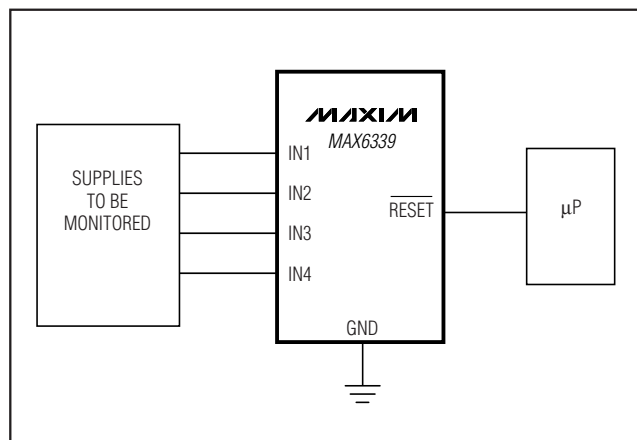 MAXIM
MAX6339
SUPPLIES
TO BE
MONITORED
IN1
IN2
IN3
IN4
RESET
GND
μP